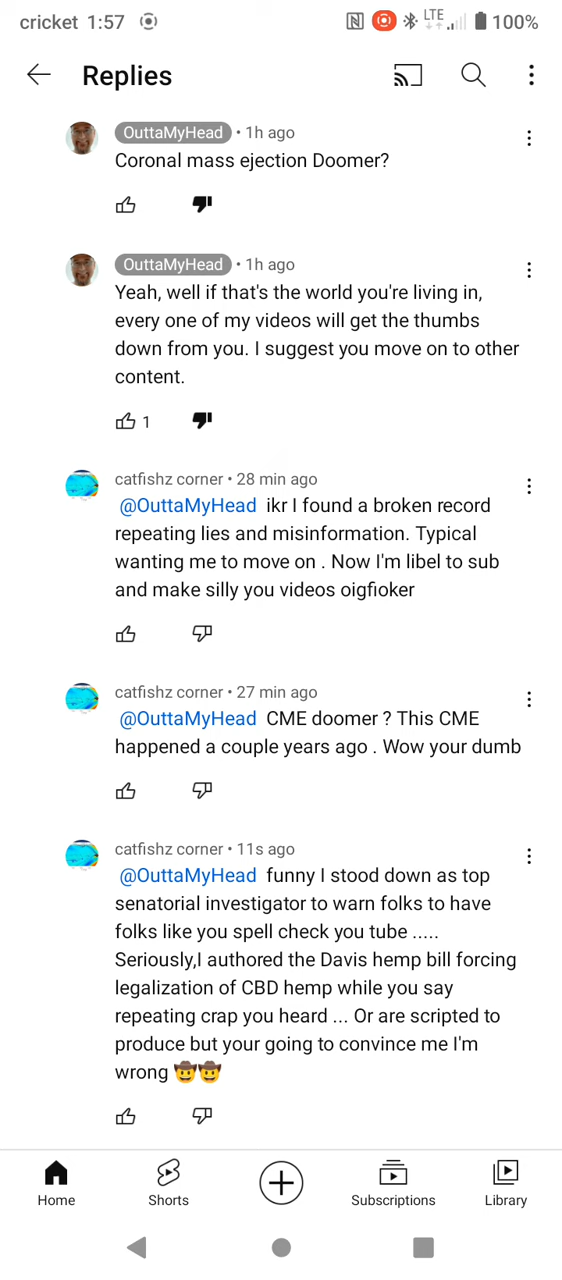 cricket 1:57 LTE 100%
Replies
OuttaMyHead • 1h ago
Coronal mass ejection Doomer?
OuttaMyHead • 1h ago
Yeah, well if that's the world you're living in,
every one of my videos will get the thumbs
down from you. I suggest you move on to other
content.
1
catfishz corner • 28 min ago
@OuttaMyHead ikr I found a broken record
repeating lies and misinformation. Typical
wanting me to move on . Now I'm libel to sub
and make silly you videos oigfioker
catfishz corner • 27 min ago
@OuttaMyHead CME doomer ? This CME
happened a couple years ago . Wow your dumb
catfishz corner • 11s ago
@OuttaMyHead funny I stood down as top
senatorial investigator to warn folks to have
folks like you spell check you tube .....
Seriously,I authored the Davis hemp bill forcing
legalization of CBD hemp while you say
repeating crap you heard ... Or are scripted to
produce but your going to convince me I'm
wrong 🤠🤠
Home Shorts Subscriptions Library